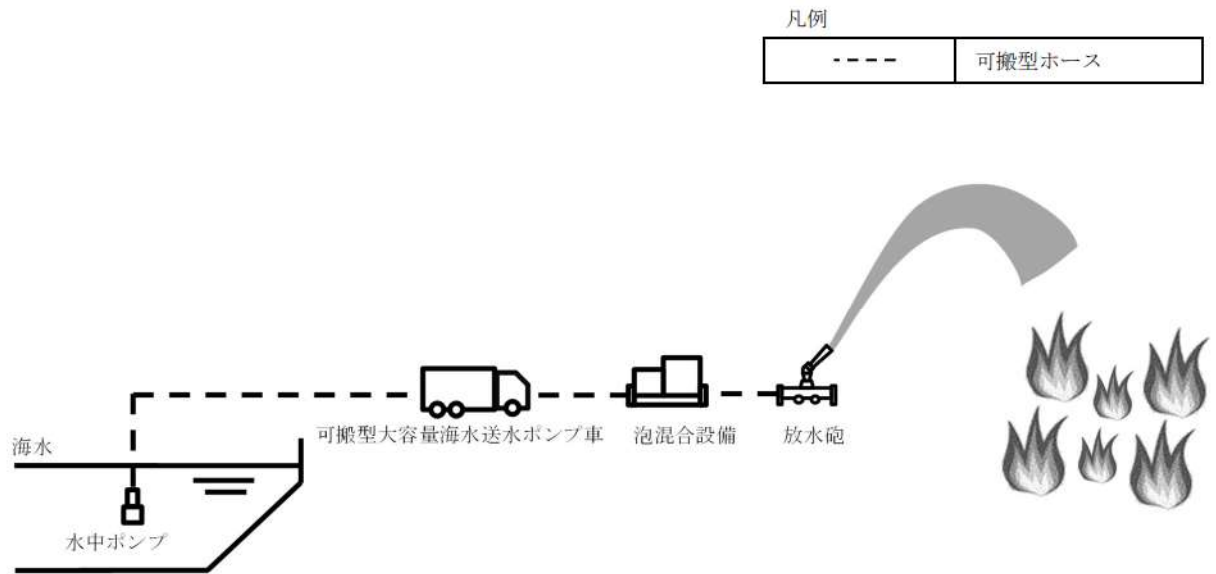 凡例
可搬型ホース
海水
可搬型大容量海水送水ポンプ車
泡混合設備
放水砲
水中ポンプ